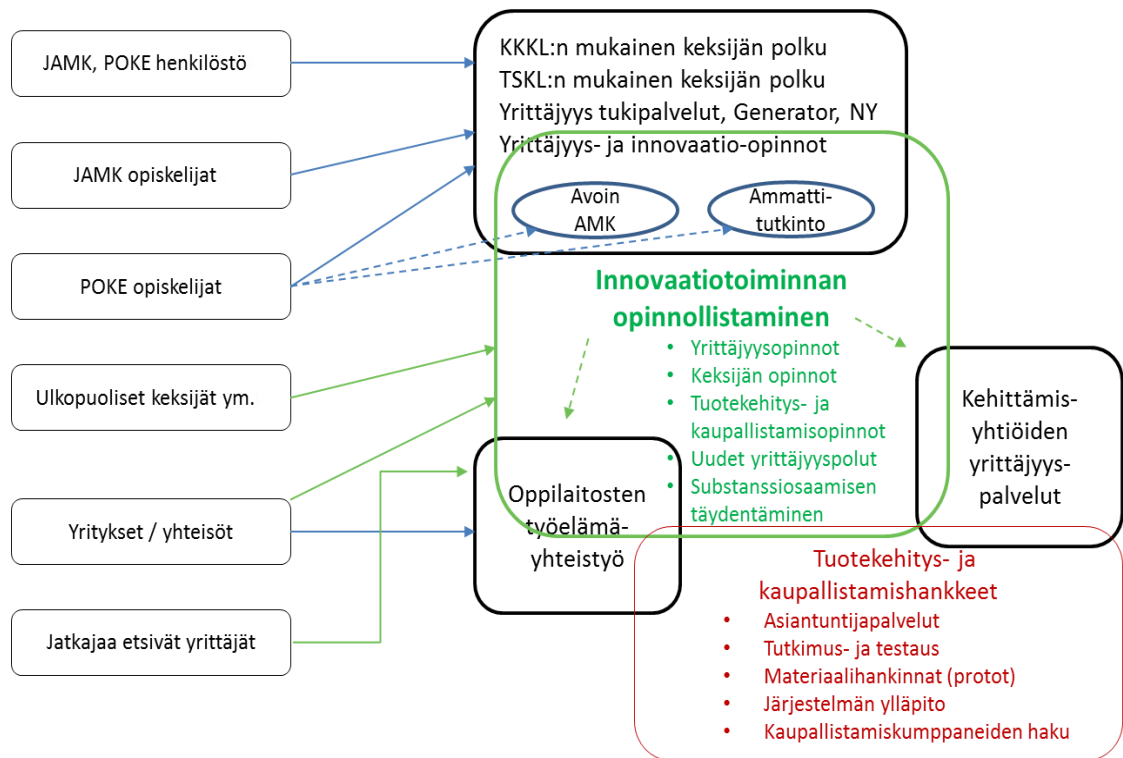 JAMK, POKE henkilöstö
JAMK opiskelijat
POKE opiskelijat
Ulkopuoliset keksijät ym.
Yritykset / yhteisöt
Jatkajaa etsivät yrittäjät
KKKL:n mukainen keksijän polku
TSKL:n mukainen keksijän polku
Yrittäjyys tukipalvelut, Generator, NY
Yrittäjyys- ja innovaatio-opinnot
Avoin
AMK
Ammatti-
tutkinto
Innovaatiotoiminnan
opinnollistaminen
• Yrittäjyysopinnot
• Keksijän opinnot
• Tuotekehitys- ja
kaupallistamisopinnot
• Uudet yrittäjyyspolut
• Substanssiosaamisen
täydentäminen
Oppilaitosten
työelämä-
yhteistyö
Kehittämis-
yhtiöiden
yrittäjyys-
palvelut
Tuotekehitys- ja
kaupallistamishankkeet
• Asiantuntijapalvelut
• Tutkimus- ja testaus
• Materiaalihankinnat (protot)
• Järjestelmän ylläpito
• Kaupallistamiskumppaneiden haku